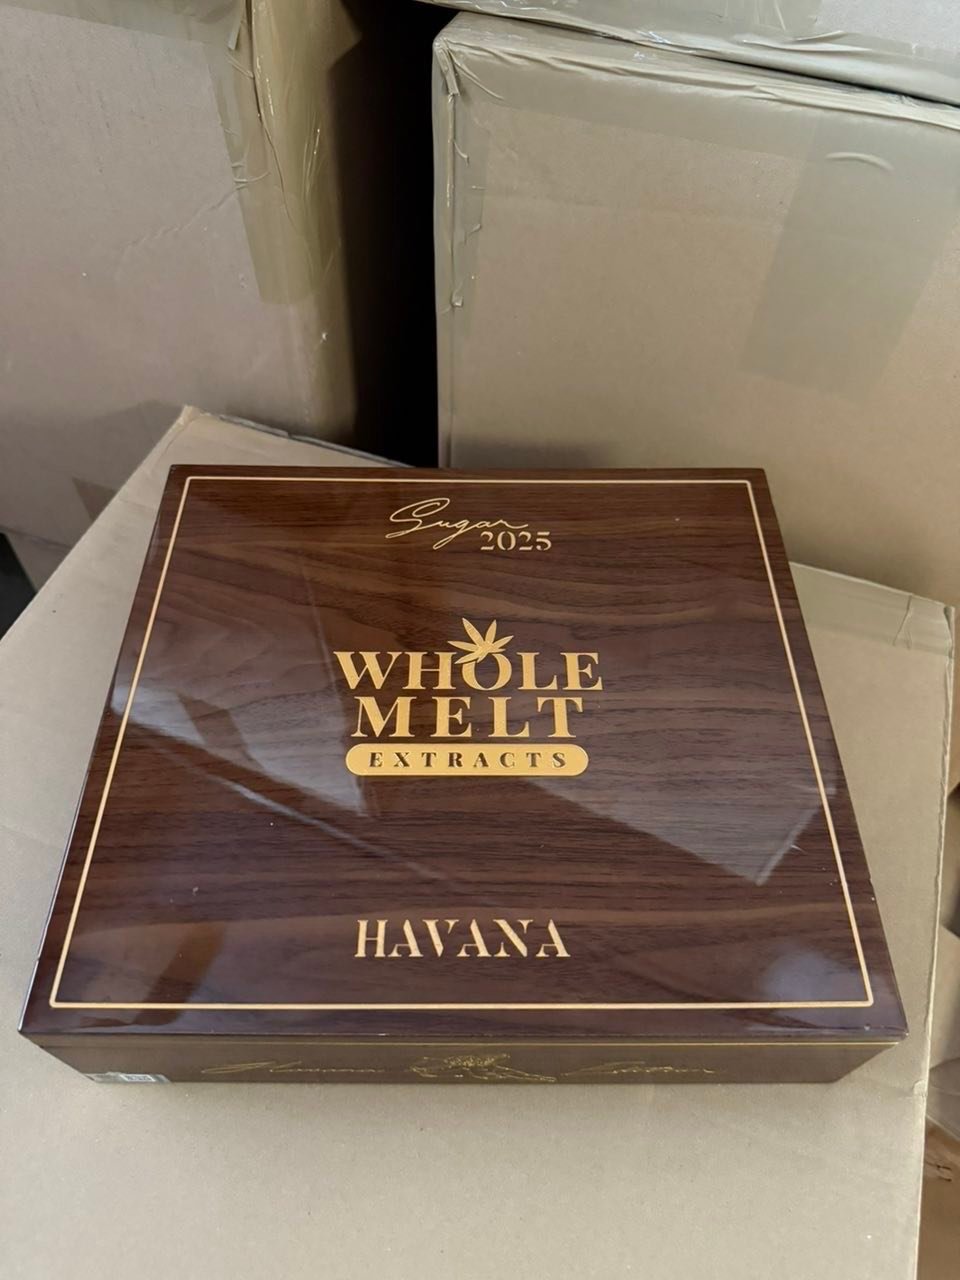 Sugar
2025
WHOLE
MELT
EXTRACTS
HAVANA